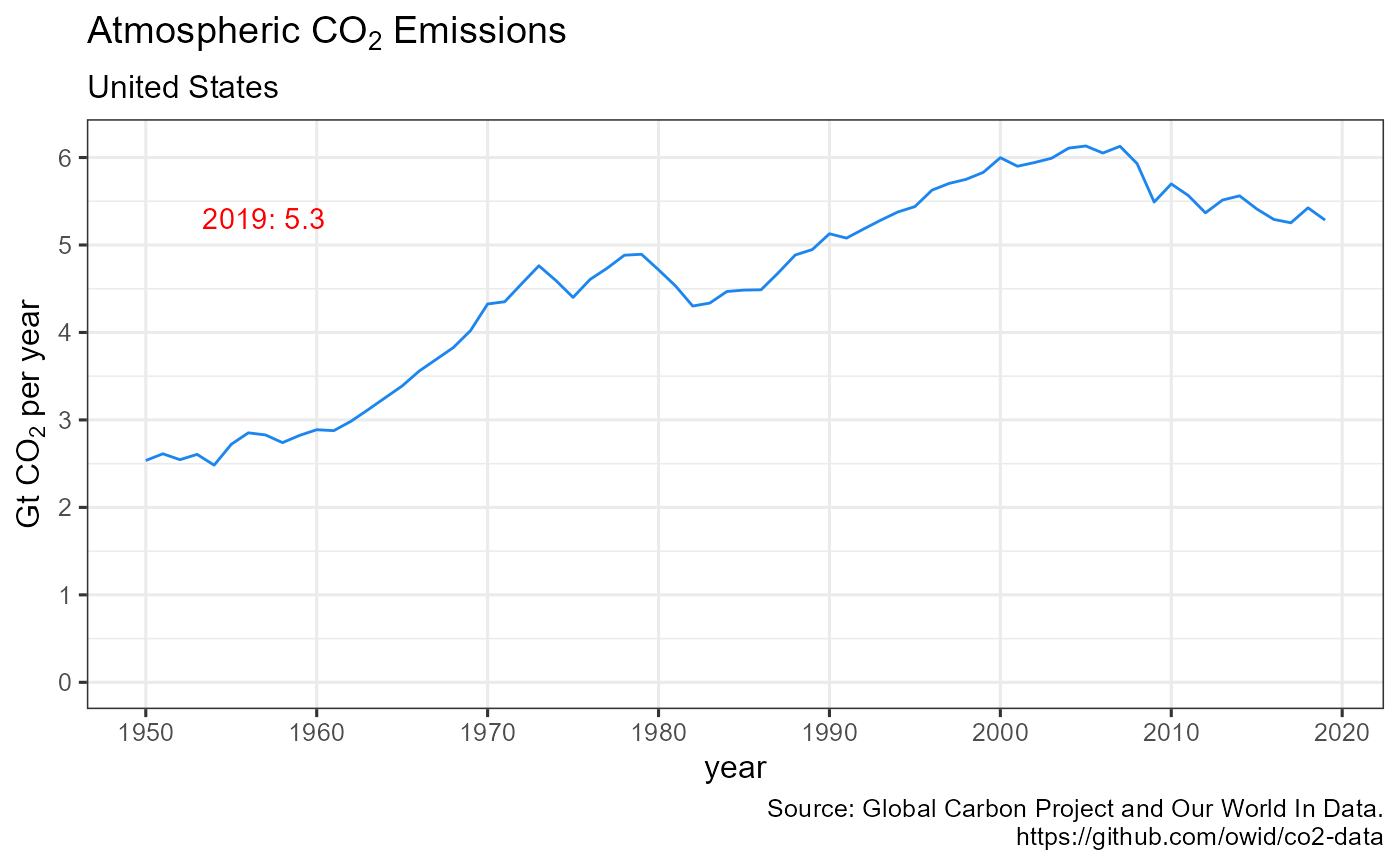 Atmospheric CO₂ Emissions
United States
6
5
4
3
2
1
0
Gt CO₂ per year
2019: 5.3
1950 1960 1970 1980 1990 2000 2010 2020
year
Source: Global Carbon Project and Our World In Data.
https://github.com/owid/co2-data